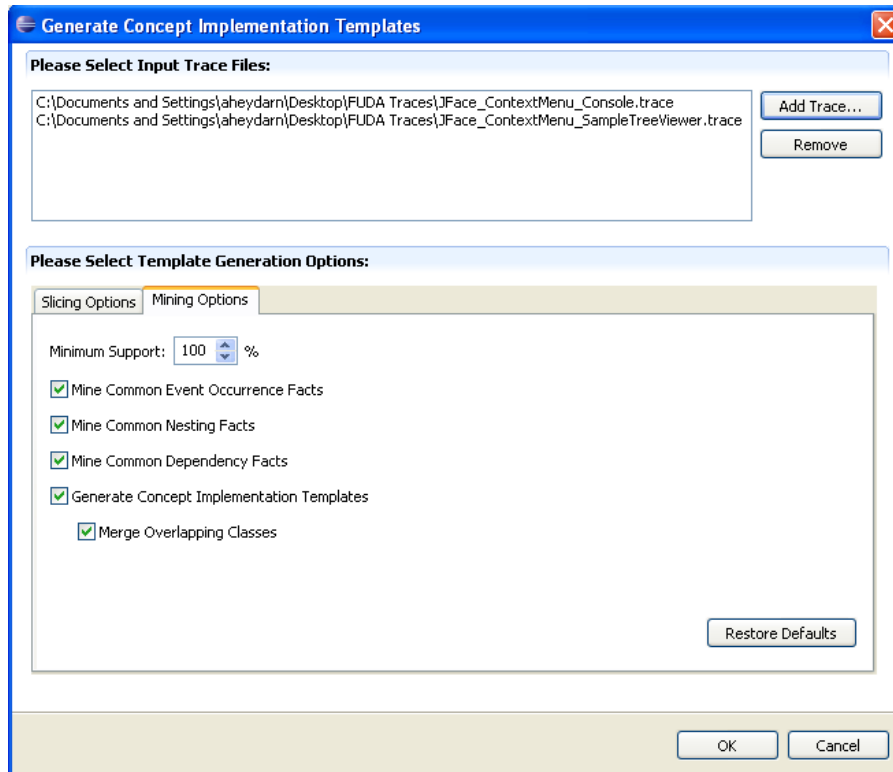 Generate Concept Implementation Templates
Please Select Input Trace Files:
C:\Documents and Settings\aheydarn\Desktop\FUDA Traces\JFace_ContextMenu_Console.trace
C:\Documents and Settings\aheydarn\Desktop\FUDA Traces\JFace_ContextMenu_SampleTreeViewer.trace
Add Trace...
Remove
Please Select Template Generation Options:
Slicing Options
Mining Options
Minimum Support: 100 %
Mine Common Event Occurrence Facts
Mine Common Nesting Facts
Mine Common Dependency Facts
Generate Concept Implementation Templates
Merge Overlapping Classes
Restore Defaults
OK
Cancel